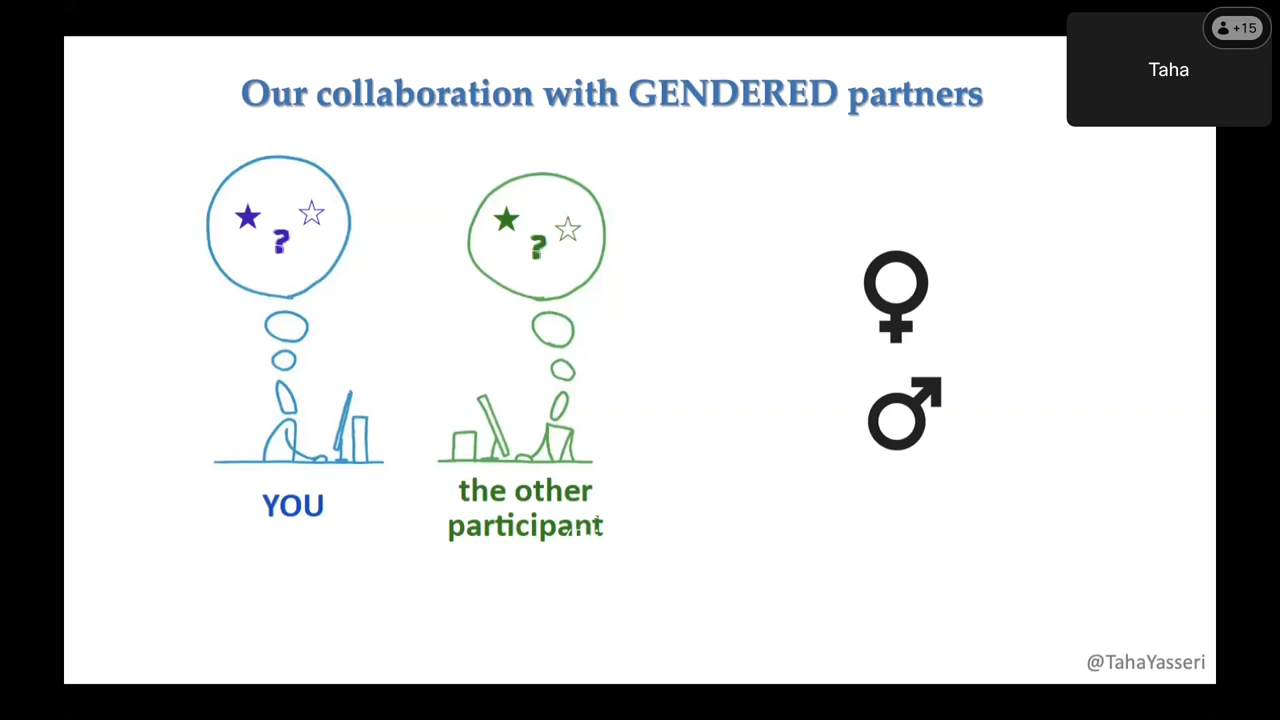 Our collaboration with GENDERED partners
+15
Taha
?
?
YOU
the other
participant
@TahaYasseri